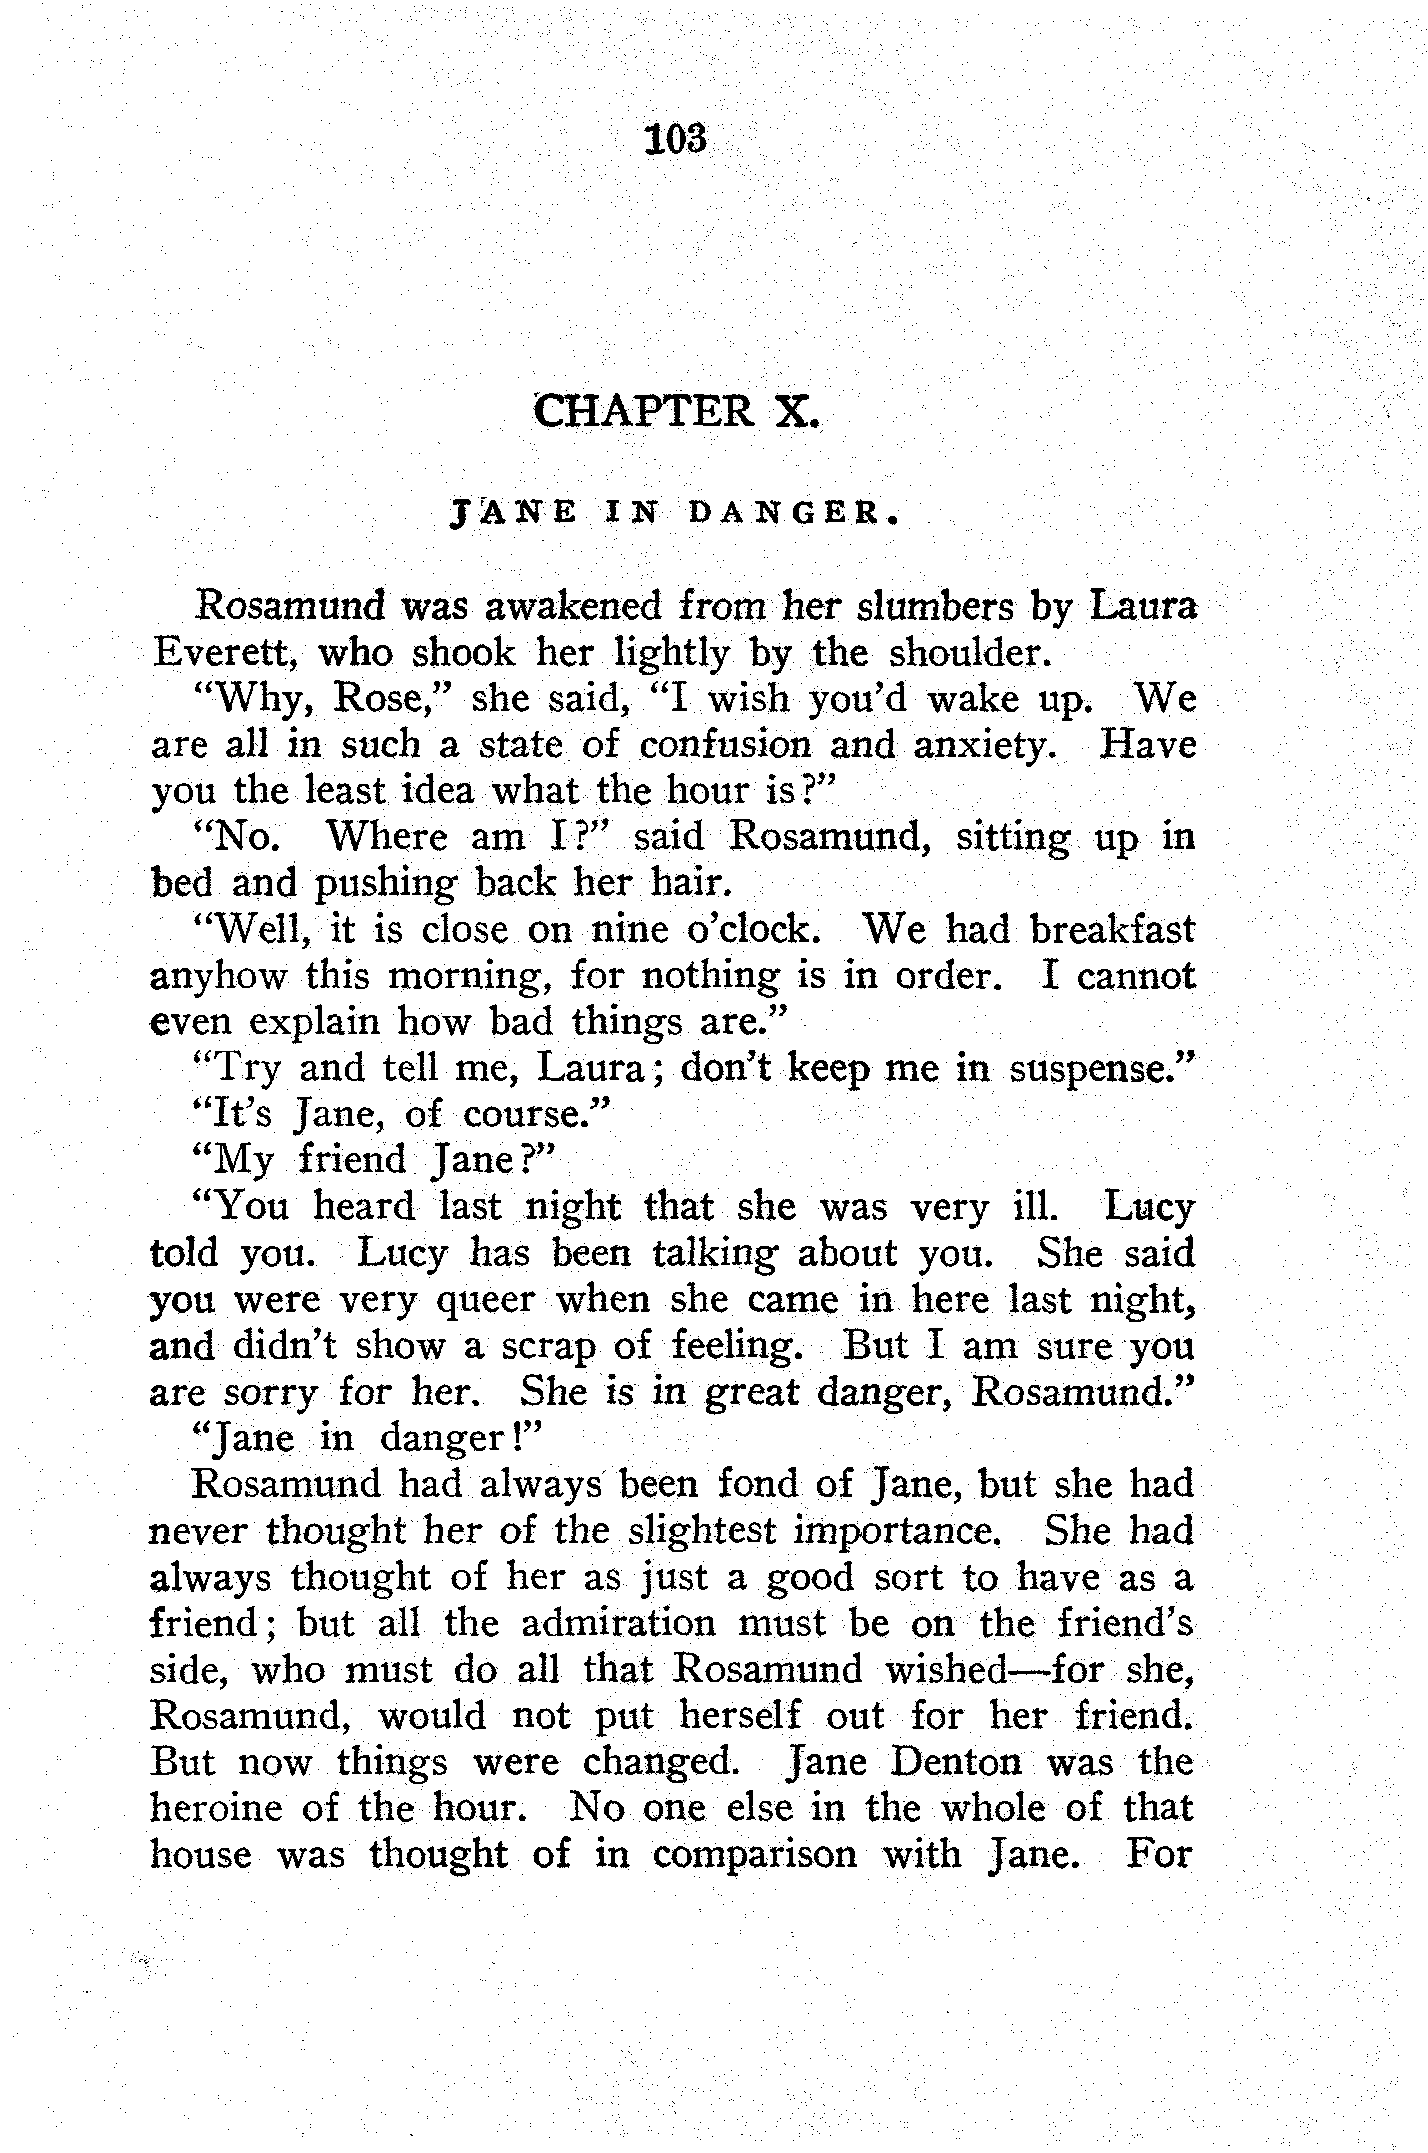 103
CHAPTER X.
JANE IN DANGER.
Rosamund was awakened from her slumbers by Laura
Everett, who shook her lightly by the shoulder.
“Why, Rose,” she said, “I wish you’d wake up. We
are all in such a state of confusion and anxiety. Have
you the least idea what the hour is?”
“No. Where am I?” said Rosamund, sitting up in
bed and pushing back her hair.
“Well, it is close on nine o’clock. We had breakfast
anyhow this morning, for nothing is in order. I cannot
even explain how bad things are.”
“Try and tell me, Laura; don’t keep me in suspense.”
“It’s Jane, of course.”
“My friend Jane?”
“You heard last night that she was very ill. Lucy
told you. Lucy has been talking about you. She said
you were very queer when she came in here last night,
and didn’t show a scrap of feeling. But I am sure you
are sorry for her. She is in great danger, Rosamund.”
“Jane in danger!”
Rosamund had always been fond of Jane, but she had
never thought her of the slightest importance. She had
always thought of her as just a good sort to have as a
friend; but all the admiration must be on the friend’s
side, who must do all that Rosamund wished—for she,
Rosamund, would not put herself out for her friend.
But now things were changed. Jane Denton was the
heroine of the hour. No one else in the whole of that
house was thought of in comparison with Jane. For